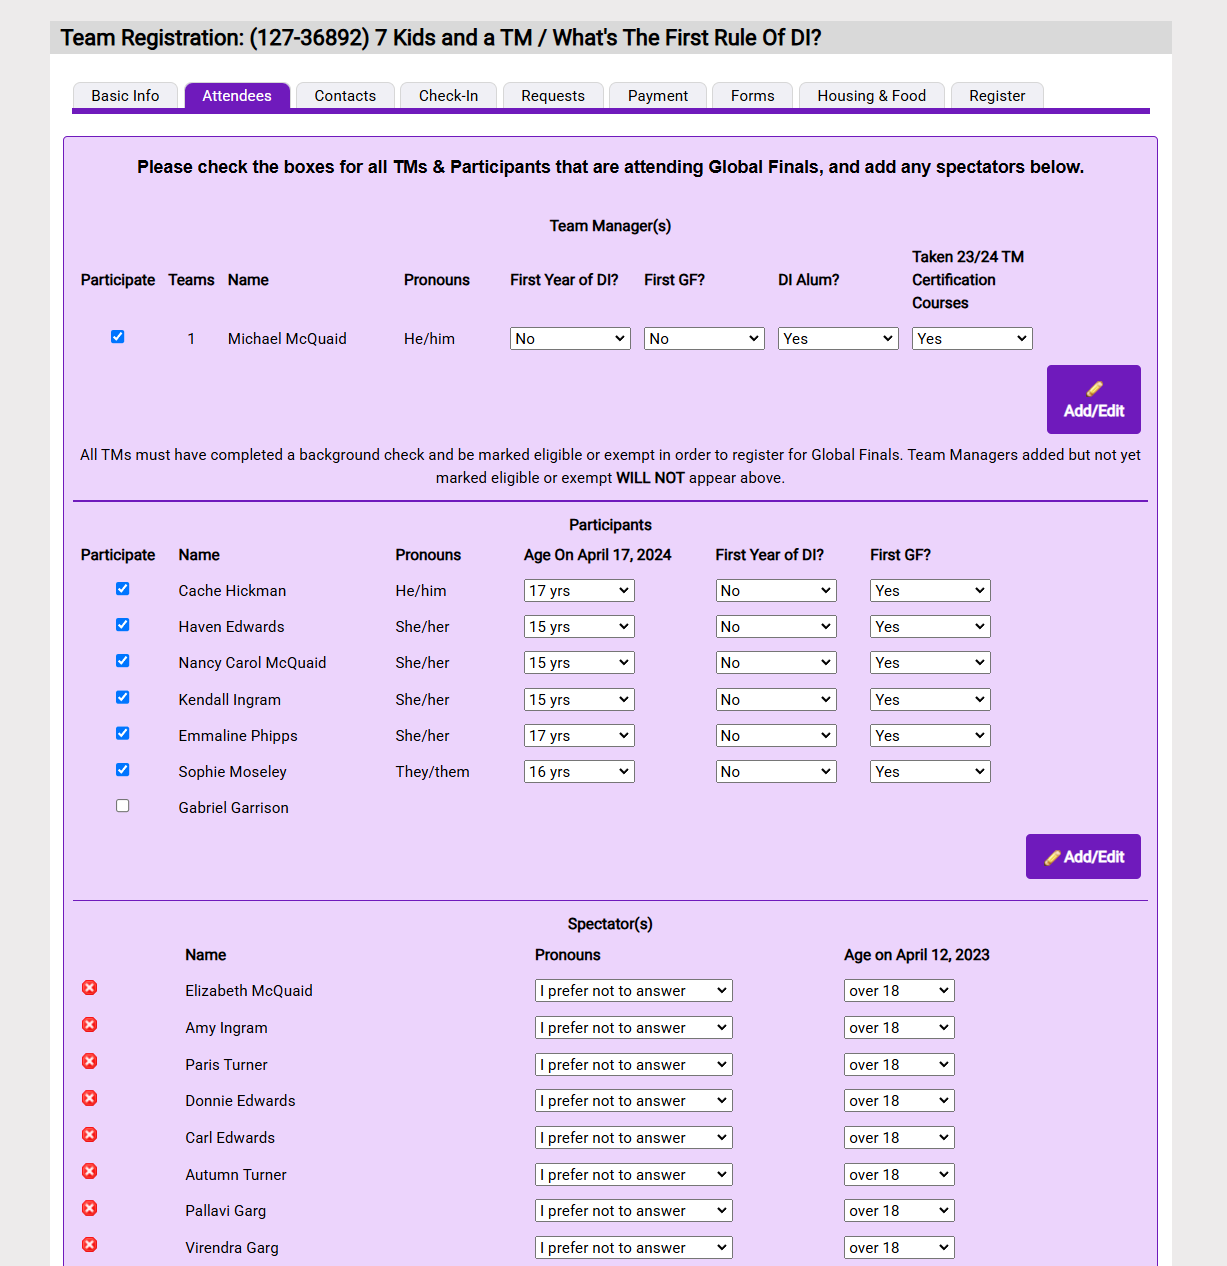 Team Registration: (127-36892) 7 Kids and a TM / What's The First Rule Of DI?
Basic Info Attendees Contacts Check-In Requests Payment Forms Housing & Food Register
Please check the boxes for all TMs & Participants that are attending Global Finals, and add any spectators below.
Team Manager(s)
Participate Teams Name Pronouns First Year of DI? First GF? DI Alum? Taken 23/24 TM Certification Courses
1 Michael McQuaid He/him No No Yes Yes
Add/Edit
All TMs must have completed a background check and be marked eligible or exempt in order to register for Global Finals. Team Managers added but not yet
marked eligible or exempt WILL NOT appear above.
Participants
Participate Name Pronouns Age On April 17, 2024 First Year of DI? First GF?
Cache Hickman He/him 17 yrs No Yes
Haven Edwards She/her 15 yrs No Yes
Nancy Carol McQuaid She/her 15 yrs No Yes
Kendall Ingram She/her 15 yrs No Yes
Emmaline Phipps She/her 17 yrs No Yes
Sophie Moseley They/them 16 yrs No Yes
Gabriel Garrison
Add/Edit
Spectator(s)
Name Pronouns Age on April 12, 2023
Elizabeth McQuaid I prefer not to answer over 18
Amy Ingram I prefer not to answer over 18
Paris Turner I prefer not to answer over 18
Donnie Edwards I prefer not to answer over 18
Carl Edwards I prefer not to answer over 18
Autumn Turner I prefer not to answer over 18
Pallavi Garg I prefer not to answer over 18
Virendra Garg I prefer not to answer over 18